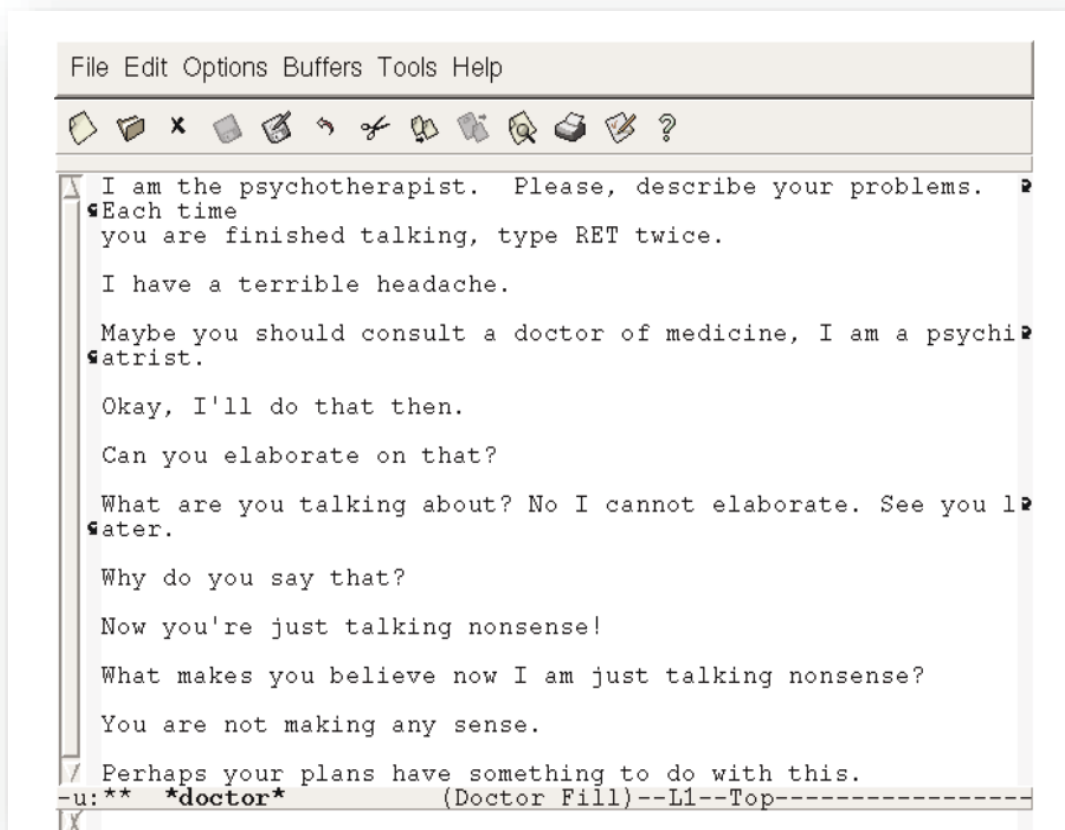 File Edit Options Buffers Tools Help
I am the psychotherapist.  Please, describe your problems.
Each time
you are finished talking, type RET twice.
I have a terrible headache.
Maybe you should consult a doctor of medicine, I am a psychi
atrist.
Okay, I'll do that then.
Can you elaborate on that?
What are you talking about? No I cannot elaborate. See you l
ater.
Why do you say that?
Now you're just talking nonsense!
What makes you believe now I am just talking nonsense?
You are not making any sense.
Perhaps your plans have something to do with this.
-u:**  *doctor*          (Doctor Fill)--L1--Top-----------------